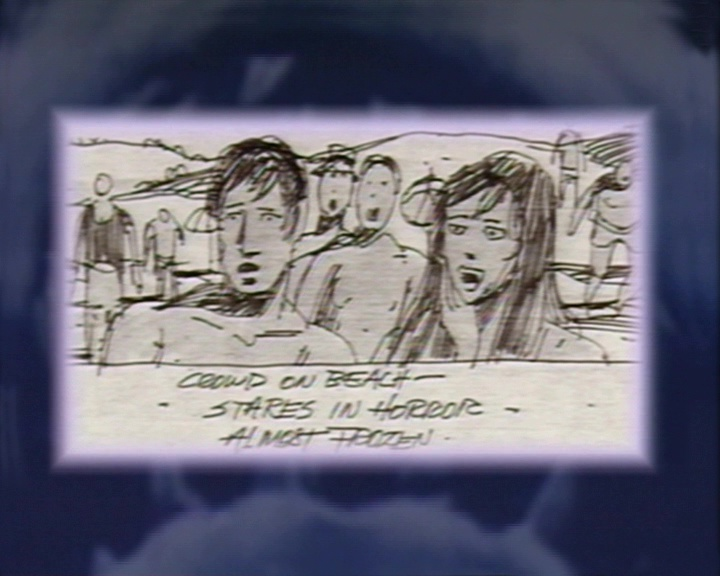 CROWD ON BEACH —
- STARES IN HORROR -
ALMOST FROZEN.